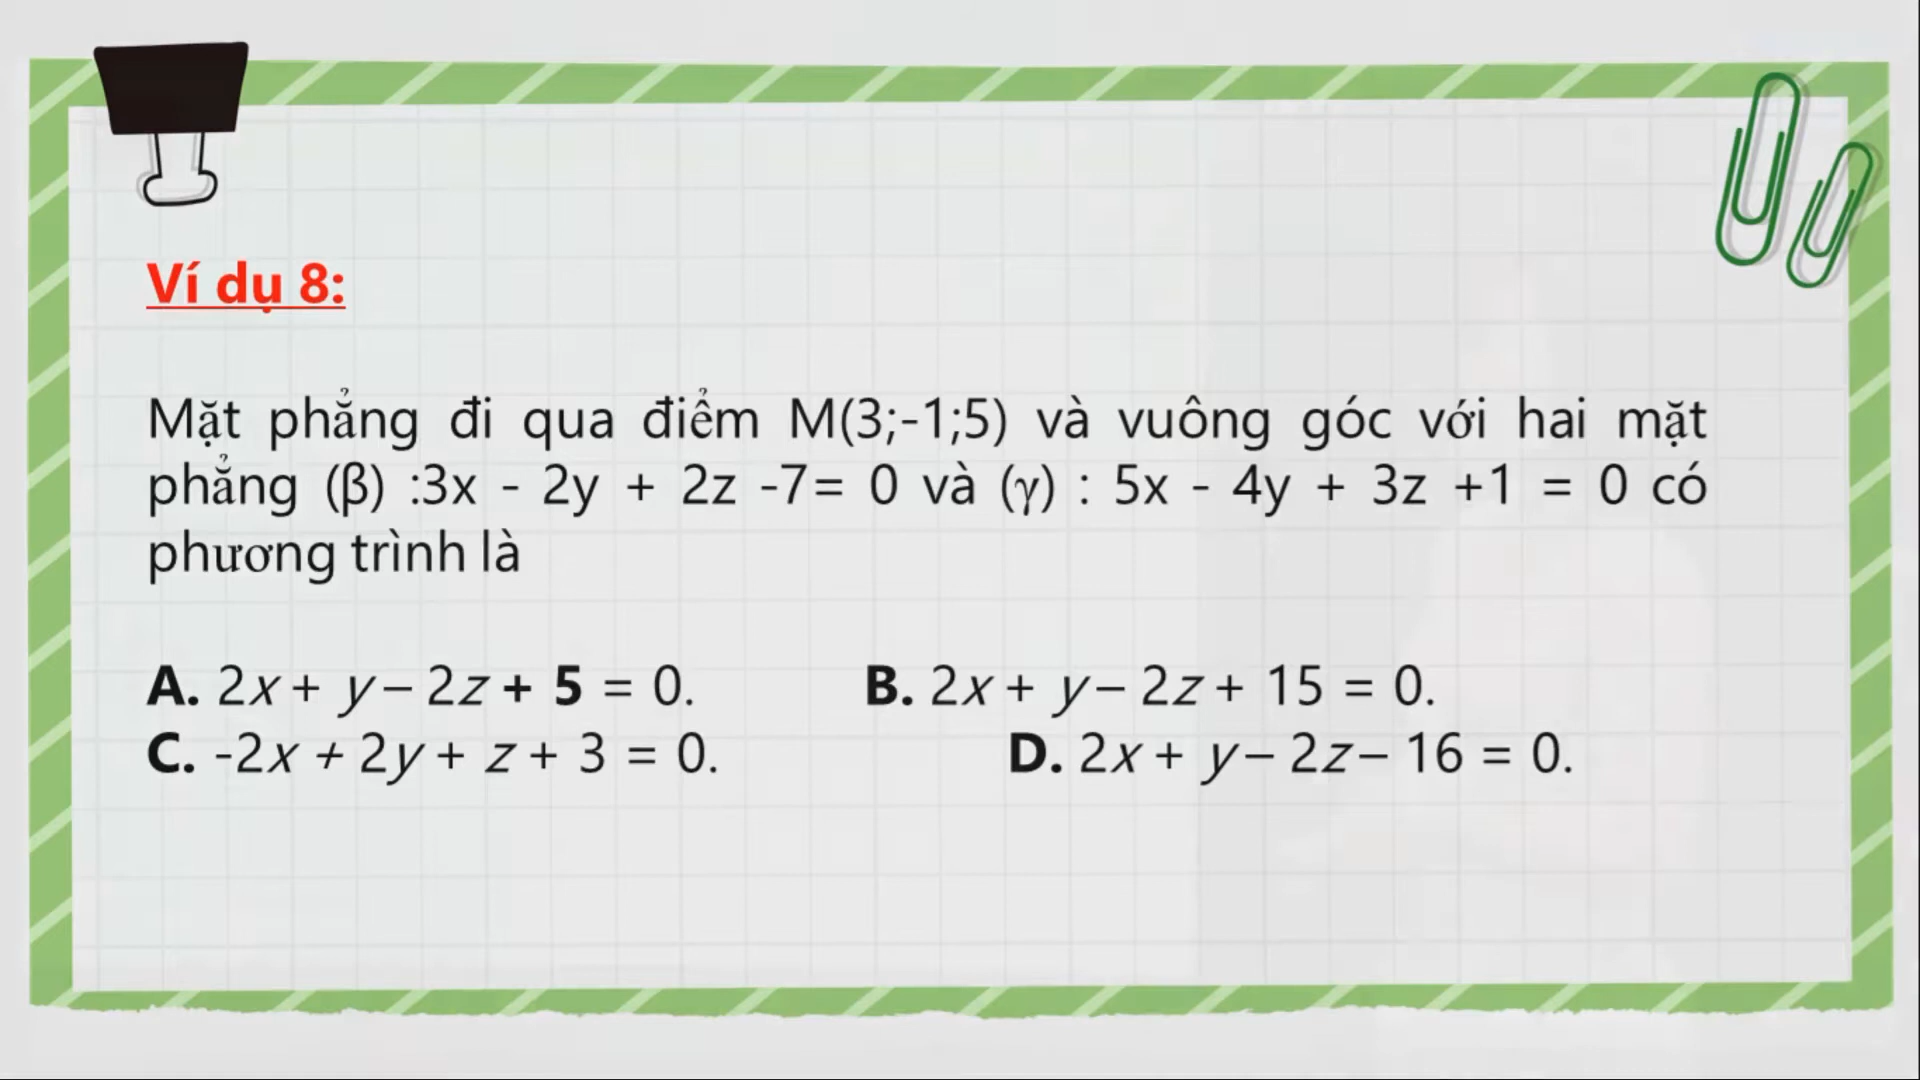 Ví dụ 8:
Mặt phẳng đi qua điểm M(3;-1;5) và vuông góc với hai mặt
phẳng (β) :3x - 2y + 2z -7= 0 và (γ) : 5x - 4y + 3z +1 = 0 có
phương trình là
A. 2x + y – 2z + 5 = 0. B. 2x + y – 2z + 15 = 0.
C. -2x + 2y + z + 3 = 0. D. 2x + y – 2z – 16 = 0.